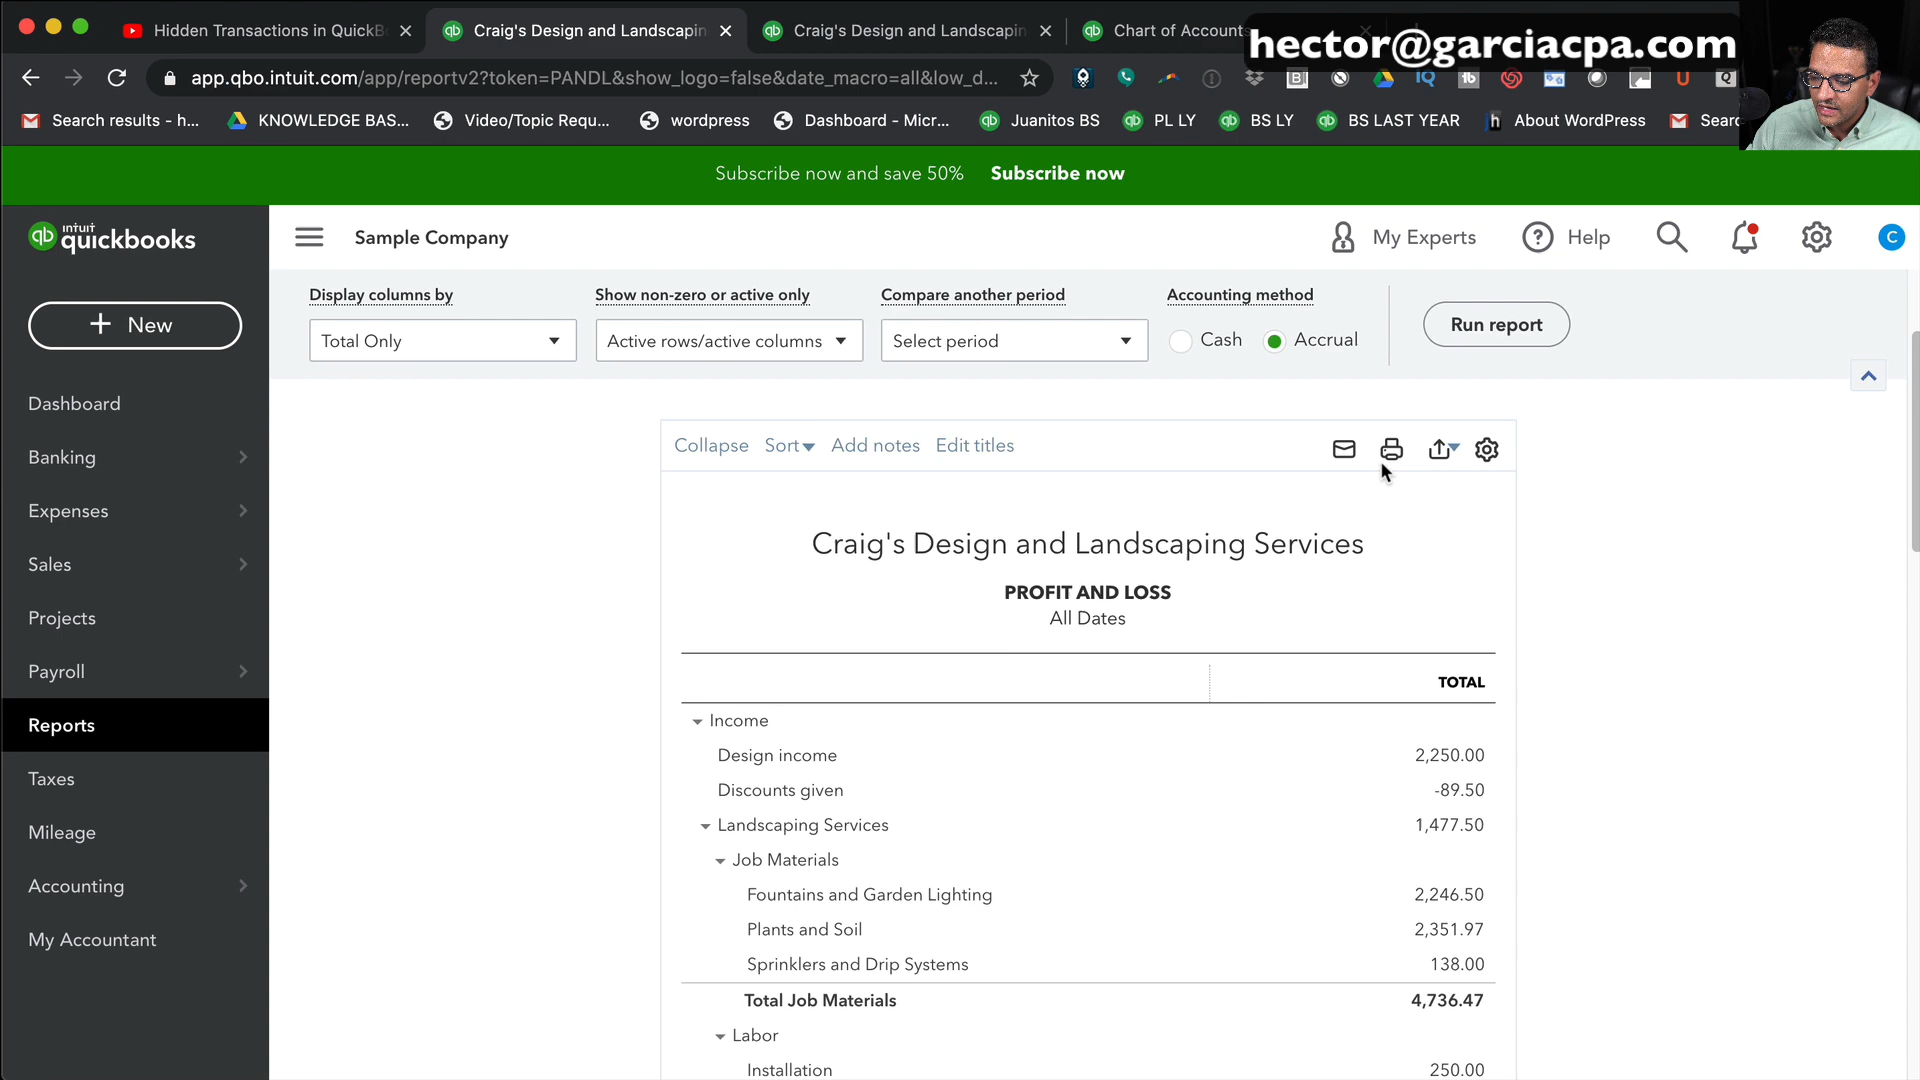 Hidden Transactions in QuickB
Craig's Design and Landscapin
Craig's Design and Landscapin
Chart of Accounts
hector@garciacpa.com
app.qbo.intuit.com/app/reportv2?token=PANDL&show_logo=false&date_macro=all&low_d...
Search results - h...
KNOWLEDGE BAS...
Video/Topic Requ...
wordpress
Dashboard - Micr...
Juanitos BS
PL LY
BS LY
BS LAST YEAR
About WordPress
Sear
Subscribe now and save 50% Subscribe now
intuit
quickbooks
Sample Company
My Experts
Help
C
+ New
Dashboard
Banking
Expenses
Sales
Projects
Payroll
Reports
Taxes
Mileage
Accounting
My Accountant
Display columns by
Show non-zero or active only
Compare another period
Accounting method
Total Only
Active rows/active columns
Select period
Cash
Accrual
Run report
Collapse Sort Add notes Edit titles
Craig's Design and Landscaping Services
PROFIT AND LOSS
All Dates
TOTAL
Income
Design income 2,250.00
Discounts given -89.50
Landscaping Services 1,477.50
Job Materials
Fountains and Garden Lighting 2,246.50
Plants and Soil 2,351.97
Sprinklers and Drip Systems 138.00
Total Job Materials 4,736.47
Labor
Installation 250.00